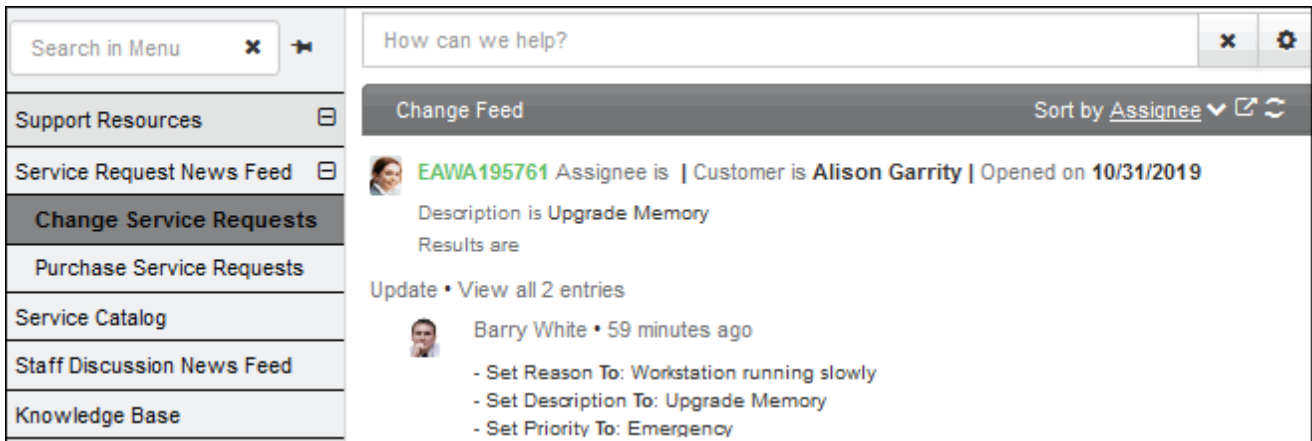 Search in Menu
Support Resources
Service Request News Feed
Change Service Requests
Purchase Service Requests
Service Catalog
Staff Discussion News Feed
Knowledge Base
How can we help?
Change Feed
Sort by Assignee
EAWA195761 Assignee is | Customer is Alison Garrity | Opened on 10/31/2019
Description is Upgrade Memory
Results are
Update • View all 2 entries
Barry White • 59 minutes ago
- Set Reason To: Workstation running slowly
- Set Description To: Upgrade Memory
- Set Priority To: Emergency